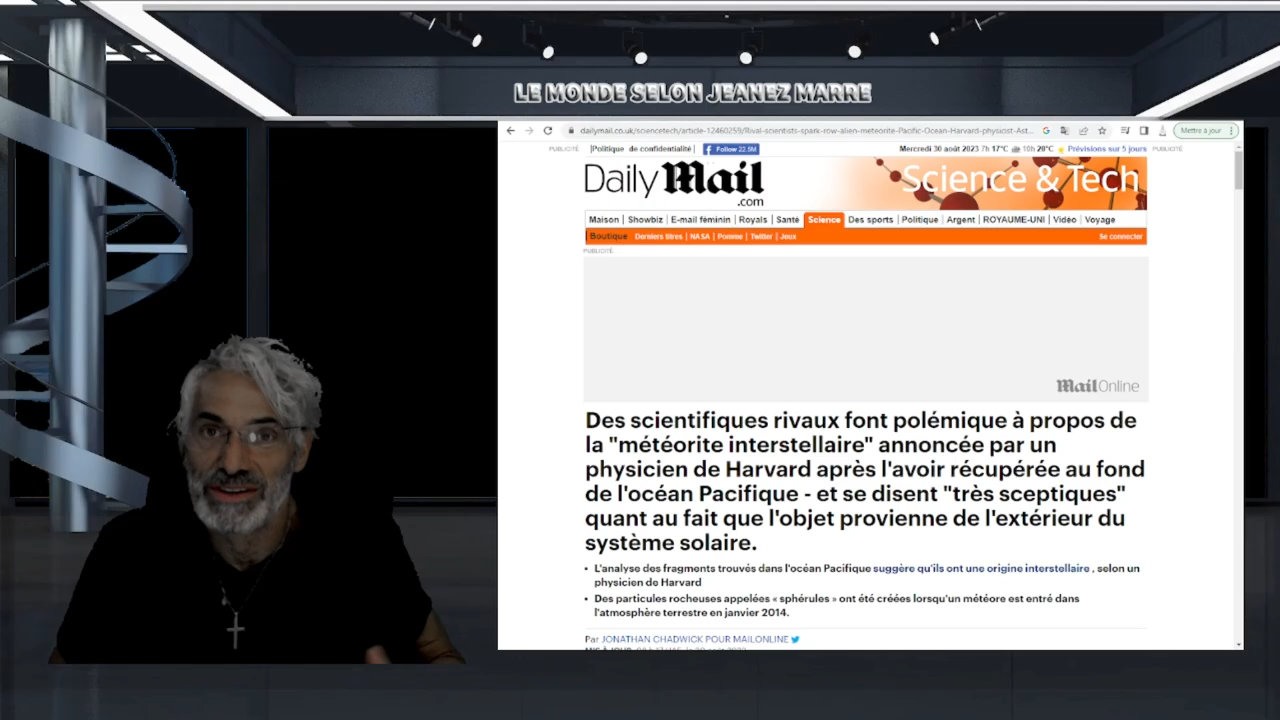 LE MONDE SELON JEANEZ MARRE
dailymail.co.uk/sciencetech/article-12460259/Rival-scientists-spark-row-alien-meteorite-Pacific-Ocean-Harvard-physiost-Ast...
Mettre à jour
PUBLICITÉ
|Politique de confidentialité|
Follow 22.5M
Mercredi 30 août 2023 7h 17°C 10h 20°C Prévisions sur 5 jours
PUBLICITÉ
Daily Mail
.com
Science & Tech
Maison | Showbiz | E-mail féminin | Royals | Santé | Science | Des sports | Politique | Argent | ROYAUME-UNI | Vidéo | Voyage
Boutique Derniers titres | NASA | Pomme | Twitter | Jeux Se connecter
PUBLICITÉ
Mail Online
Des scientifiques rivaux font polémique à propos de
la "météorite interstellaire" annoncée par un
physicien de Harvard après l'avoir récupérée au fond
de l'océan Pacifique - et se disent "très sceptiques"
quant au fait que l'objet provienne de l'extérieur du
système solaire.
• L'analyse des fragments trouvés dans l'océan Pacifique suggère qu'ils ont une origine interstellaire , selon un
physicien de Harvard
• Des particules rocheuses appelées « sphérules » ont été créées lorsqu'un météore est entré dans
l'atmosphère terrestre en janvier 2014.
Par JONATHAN CHADWICK POUR MAILONLINE